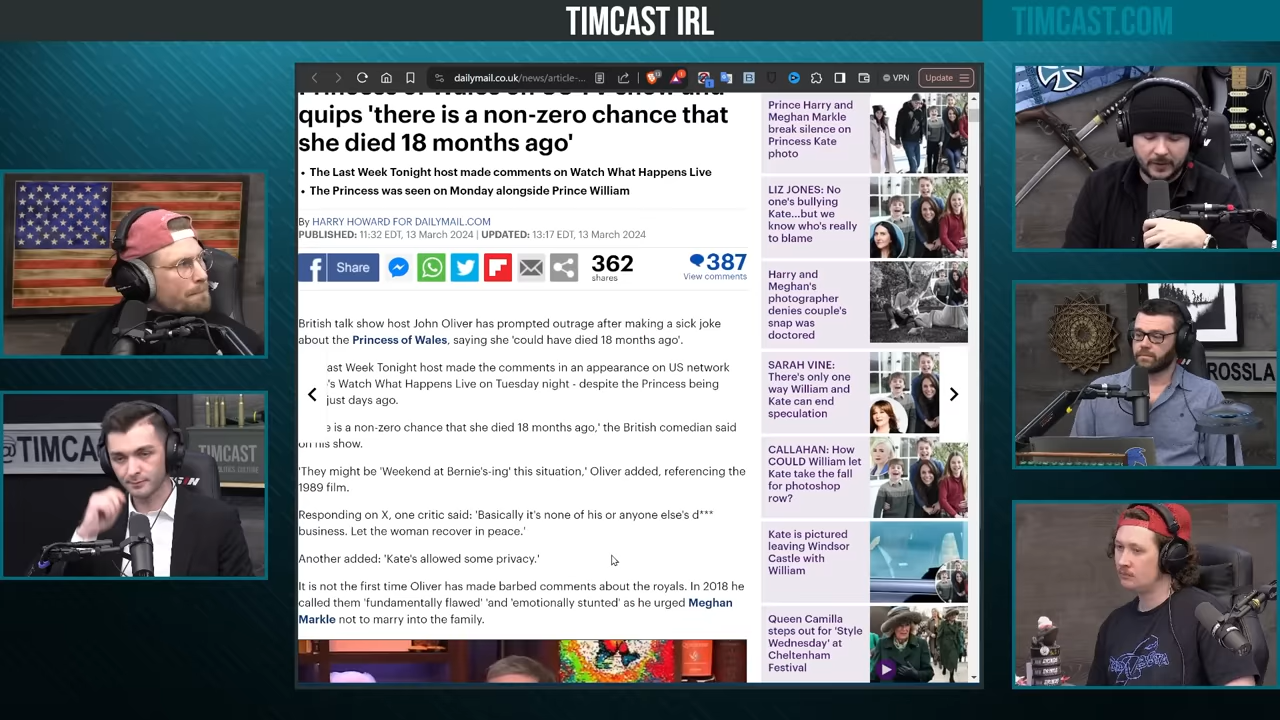 TIMCAST IRL
TIMCAST.COM
dailymail.co.uk/news/article-...
VPN
Update
quips 'there is a non-zero chance that
she died 18 months ago'
• The Last Week Tonight host made comments on Watch What Happens Live
• The Princess was seen on Monday alongside Prince William
By HARRY HOWARD FOR DAILYMAIL.COM
PUBLISHED: 11:32 EDT, 13 March 2024 | UPDATED: 13:17 EDT, 13 March 2024
Share
362
shares
387
View comments
British talk show host John Oliver has prompted outrage after making a sick joke
about the Princess of Wales, saying she 'could have died 18 months ago'.
ast Week Tonight host made the comments in an appearance on US network
's Watch What Happens Live on Tuesday night - despite the Princess being
just days ago.
e is a non-zero chance that she died 18 months ago,' the British comedian said
on his show.
'They might be 'Weekend at Bernie's-ing' this situation,' Oliver added, referencing the
1989 film.
Responding on X, one critic said: 'Basically it's none of his or anyone else's d***
business. Let the woman recover in peace.'
Another added: 'Kate's allowed some privacy.'
It is not the first time Oliver has made barbed comments about the royals. In 2018 he
called them 'fundamentally flawed' 'and 'emotionally stunted' as he urged Meghan
Markle not to marry into the family.
Prince Harry and
Meghan Markle
break silence on
Princess Kate
photo
LIZ JONES: No
one's bullying
Kate...but we
know who's really
to blame
Harry and
Meghan's
photographer
denies couple's
snap was
doctored
SARAH VINE:
There's only one
way William and
Kate can end
speculation
CALLAHAN: How
COULD William let
Kate take the fall
for photoshop
row?
Kate is pictured
leaving Windsor
Castle with
William
Queen Camilla
steps out for 'Style
Wednesday' at
Cheltenham
Festival
@TIMCA
TIMCAST
ROSSLA